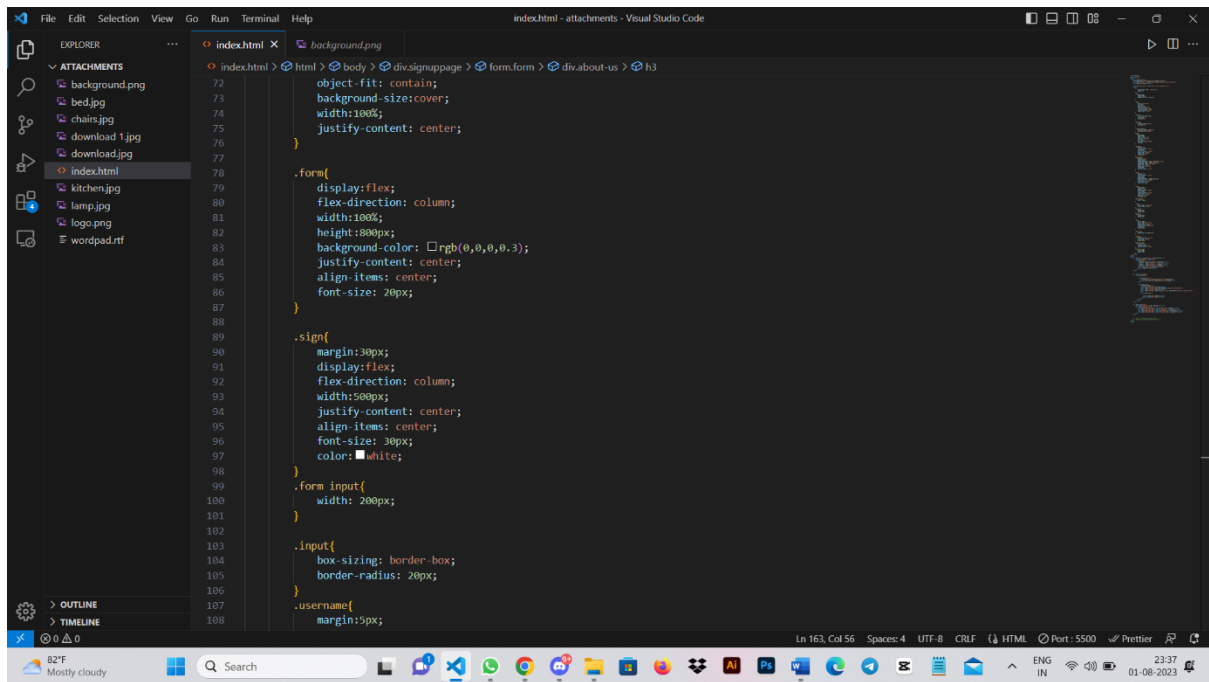 File Edit Selection View Go Run Terminal Help index.html - attachments - Visual Studio Code
EXPLORER ···
index.html background.png
ATTACHMENTS
index.html > html > body > div.signuppage > form.form > div.about-us > h3
background.png
bed.jpg
chairs.jpg
download 1.jpg
download.jpg
index.html
kitchen.jpg
lamp.jpg
logo.png
wordpad.rtf
72 object-fit: contain;
73 background-size:cover;
74 width:100%;
75 justify-content: center;
76 }
77
78 .form{
79 display:flex;
80 flex-direction: column;
81 width:100%;
82 height:800px;
83 background-color: rgb(0,0,0,0.3);
84 justify-content: center;
85 align-items: center;
86 font-size: 20px;
87 }
88
89 .sign{
90 margin:30px;
91 display:flex;
92 flex-direction: column;
93 width:500px;
94 justify-content: center;
95 align-items: center;
96 font-size: 30px;
97 color:white;
98 }
99 .form input{
100 width: 200px;
101 }
102
103 .input{
104 box-sizing: border-box;
105 border-radius: 20px;
106 }
107 .username{
108 margin:5px;
4
OUTLINE
TIMELINE
0 0 Ln 163, Col 56 Spaces: 4 UTF-8 CRLF HTML Port : 5500 Prettier
82°F
Mostly cloudy
Search
1
9+
Ai
Ps
ENG
IN
23:37
01-08-2023